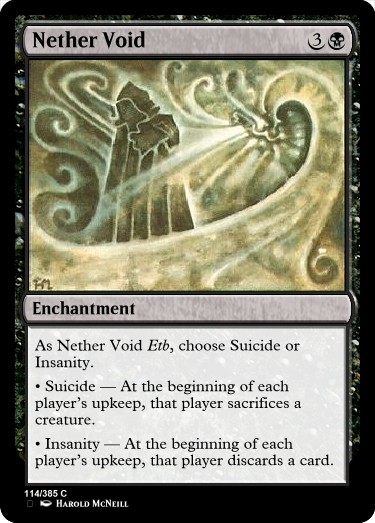 Nether Void 3
Enchantment
As Nether Void Etb, choose Suicide or
Insanity.
• Suicide — At the beginning of each
player's upkeep, that player sacrifices a
creature.
• Insanity — At the beginning of each
player's upkeep, that player discards a card.
114/385 C
Harold McNeill